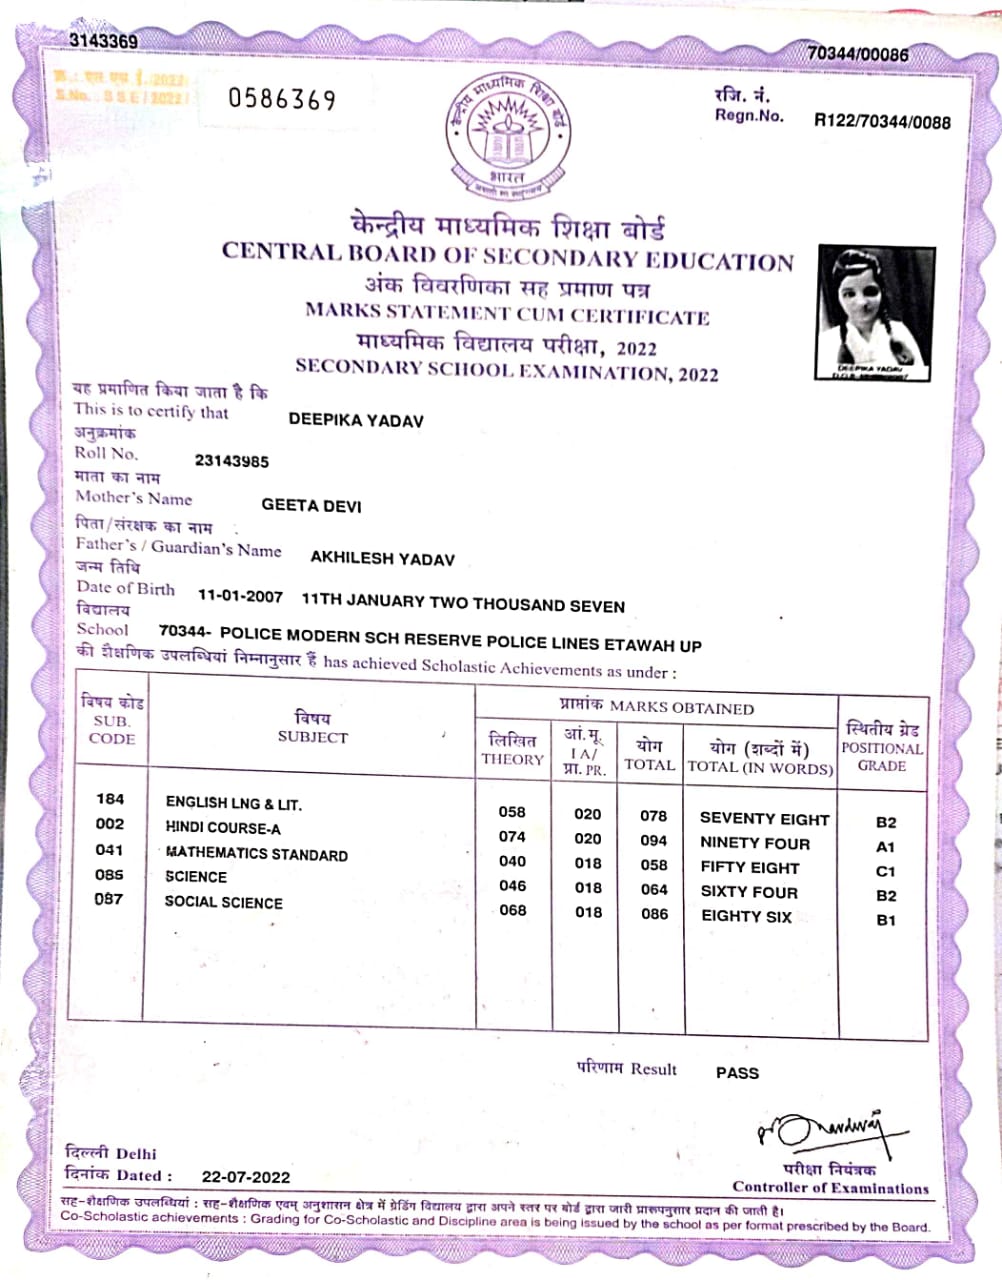 3143369
70344/00086
क्र.: एस. एस. ई./2022/
S.No.: SSE/2022/
0586369
रजि. नं.
Regn.No. R122/70344/0088
केन्द्रीय माध्यमिक शिक्षा बोर्ड
भारत
केन्द्रीय माध्यमिक शिक्षा बोर्ड
CENTRAL BOARD OF SECONDARY EDUCATION
अंक विवरणिका सह प्रमाण पत्र
MARKS STATEMENT CUM CERTIFICATE
माध्यमिक विद्यालय परीक्षा, 2022
SECONDARY SCHOOL EXAMINATION, 2022
DEEPIKA YADAV
यह प्रमाणित किया जाता है कि
This is to certify that DEEPIKA YADAV
अनुक्रमांक
Roll No. 23143985
माता का नाम
Mother's Name GEETA DEVI
पिता/संरक्षक का नाम
Father's / Guardian's Name AKHILESH YADAV
जन्म तिथि
Date of Birth 11-01-2007 11TH JANUARY TWO THOUSAND SEVEN
विद्यालय
School 70344- POLICE MODERN SCH RESERVE POLICE LINES ETAWAH UP
की शैक्षणिक उपलब्धियां निम्नानुसार हैं has achieved Scholastic Achievements as under :
विषय कोड
SUB.
CODE
विषय
SUBJECT
प्राप्तांक MARKS OBTAINED
लिखित
THEORY
आं.मू.
I A/
प्रा. PR.
योग
TOTAL
योग (शब्दों में)
TOTAL (IN WORDS)
स्थितीय ग्रेड
POSITIONAL
GRADE
184 ENGLISH LNG & LIT. 058 020 078 SEVENTY EIGHT B2
002 HINDI COURSE-A 074 020 094 NINETY FOUR A1
041 MATHEMATICS STANDARD 040 018 058 FIFTY EIGHT C1
086 SCIENCE 046 018 064 SIXTY FOUR B2
087 SOCIAL SCIENCE 068 018 086 EIGHTY SIX B1
परिणाम Result PASS
दिल्ली Delhi
दिनांक Dated : 22-07-2022
परीक्षा नियंत्रक
Controller of Examinations
सह-शैक्षणिक उपलब्धियां : सह-शैक्षणिक एवम् अनुशासन क्षेत्र में ग्रेडिंग विद्यालय द्वारा अपने स्तर पर बोर्ड द्वारा जारी प्रारूपनुसार प्रदान की जाती है।
Co-Scholastic achievements : Grading for Co-Scholastic and Discipline area is being issued by the school as per format prescribed by the Board.